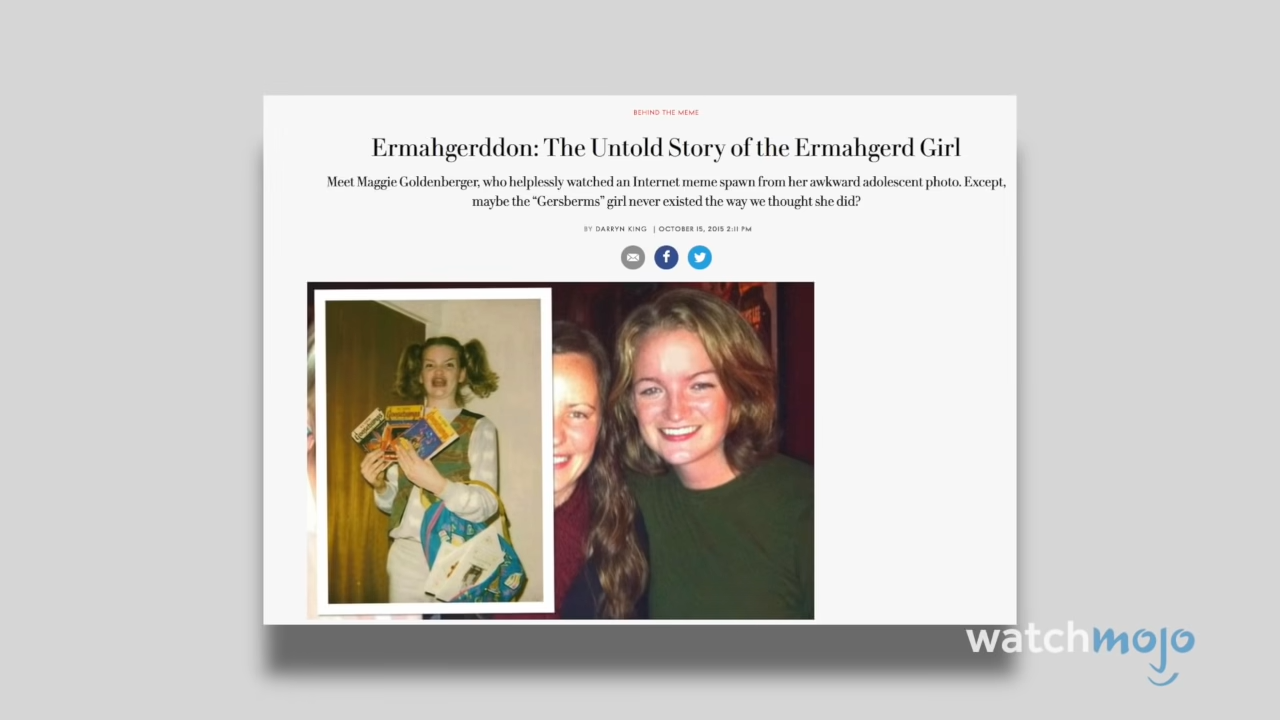 BEHIND THE MEME
Ermahgerddon: The Untold Story of the Ermahgerd Girl
Meet Maggie Goldenberger, who helplessly watched an Internet meme spawn from her awkward adolescent photo. Except,
maybe the “Gersberms” girl never existed the way we thought she did?
BY DARRYN KING | OCTOBER 15, 2015 2:11 PM
watchmojo